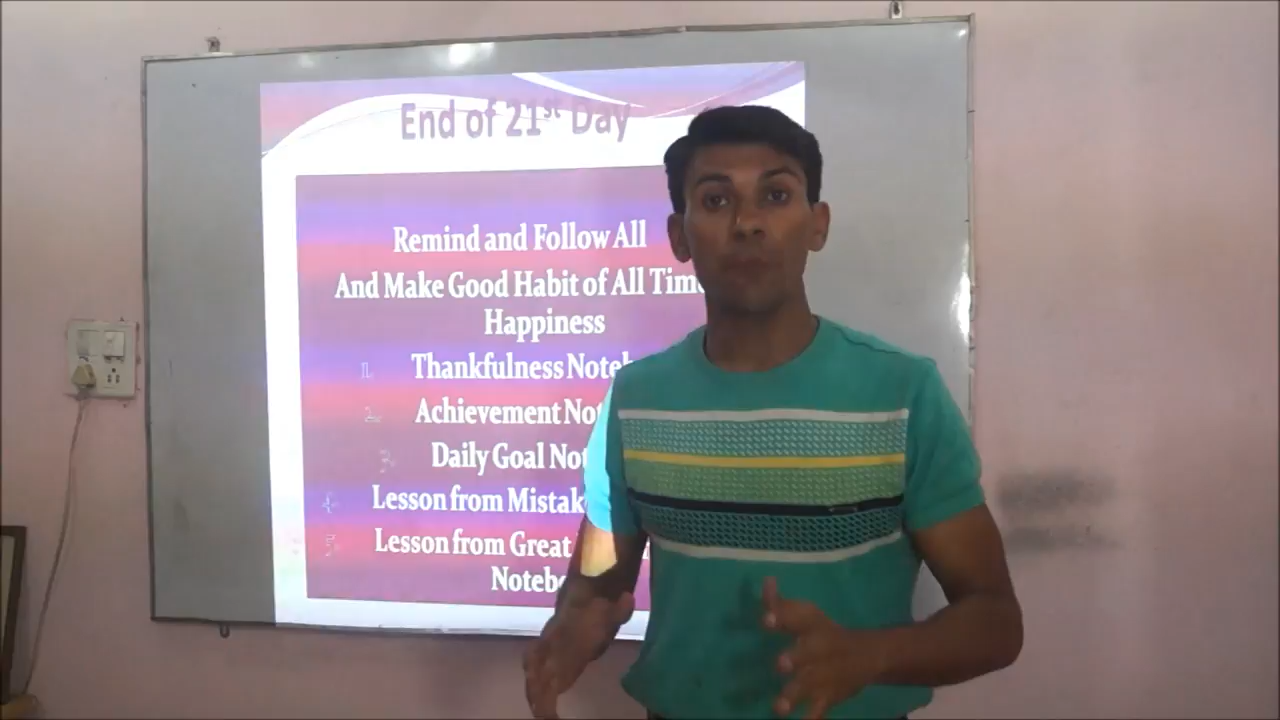 End of 21st Day
Remind and Follow All
And Make Good Habit of All Time
Happiness
1. Thankfulness Noteb
2. Achievement Not
3. Daily Goal Not
4. Lesson from Mistak
5. Lesson from Great
Notebo